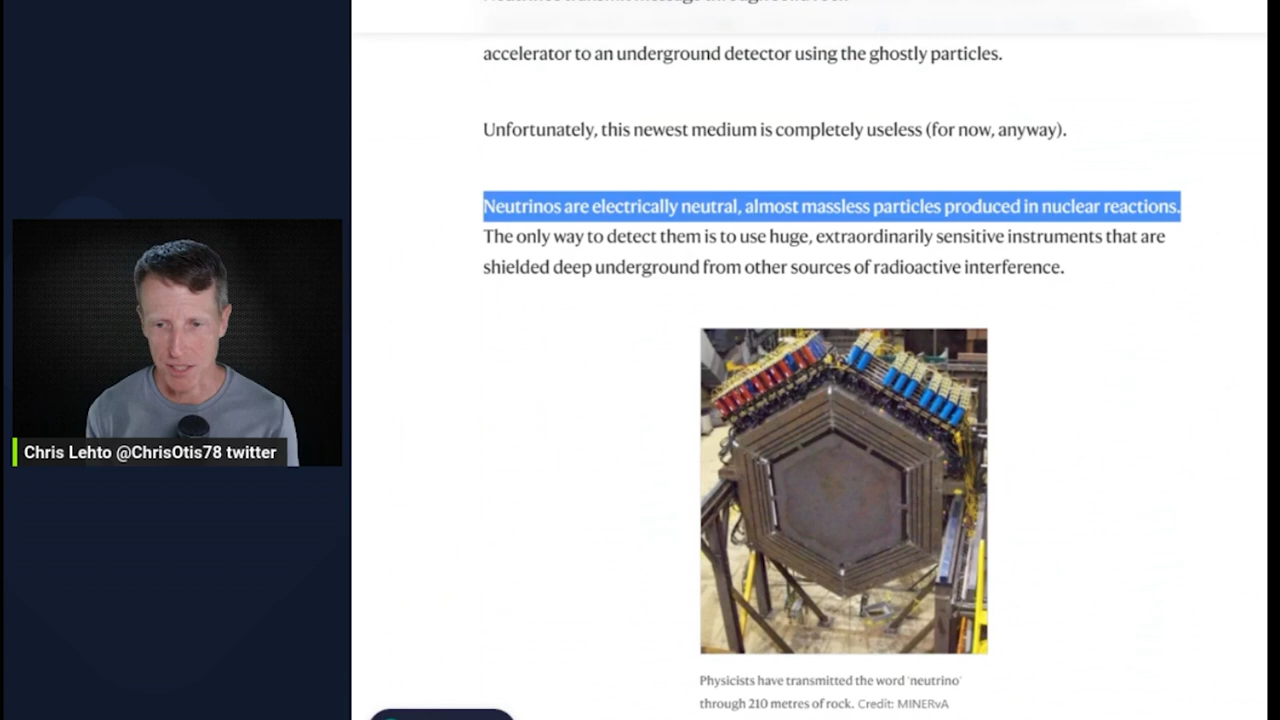 accelerator to an underground detector using the ghostly particles.
Unfortunately, this newest medium is completely useless (for now, anyway).
Neutrinos are electrically neutral, almost massless particles produced in nuclear reactions.
The only way to detect them is to use huge, extraordinarily sensitive instruments that are
shielded deep underground from other sources of radioactive interference.
Chris Lehto @ChrisOtis78 twitter
Physicists have transmitted the word 'neutrino'
through 210 metres of rock. Credit: MINERvA